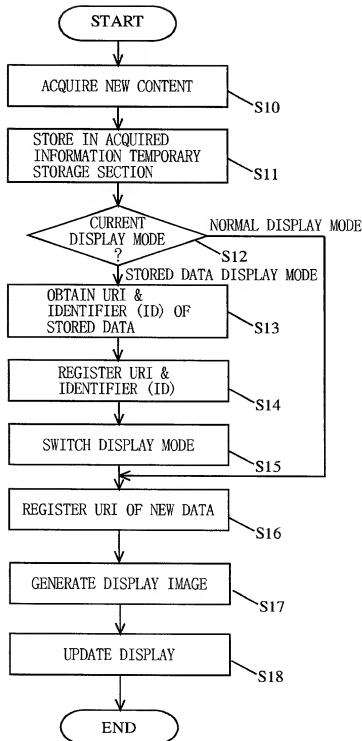 START
ACQUIRE NEW CONTENT
S10
STORE IN ACQUIRED
INFORMATION TEMPORARY
STORAGE SECTION
S11
CURRENT
DISPLAY MODE
?
NORMAL DISPLAY MODE
S12
STORED DATA DISPLAY MODE
OBTAIN URI &
IDENTIFIER (ID) OF
STORED DATA
S13
REGISTER URI &
IDENTIFIER (ID)
S14
SWITCH DISPLAY MODE
S15
REGISTER URI OF NEW DATA
S16
GENERATE DISPLAY IMAGE
S17
UPDATE DISPLAY
S18
END